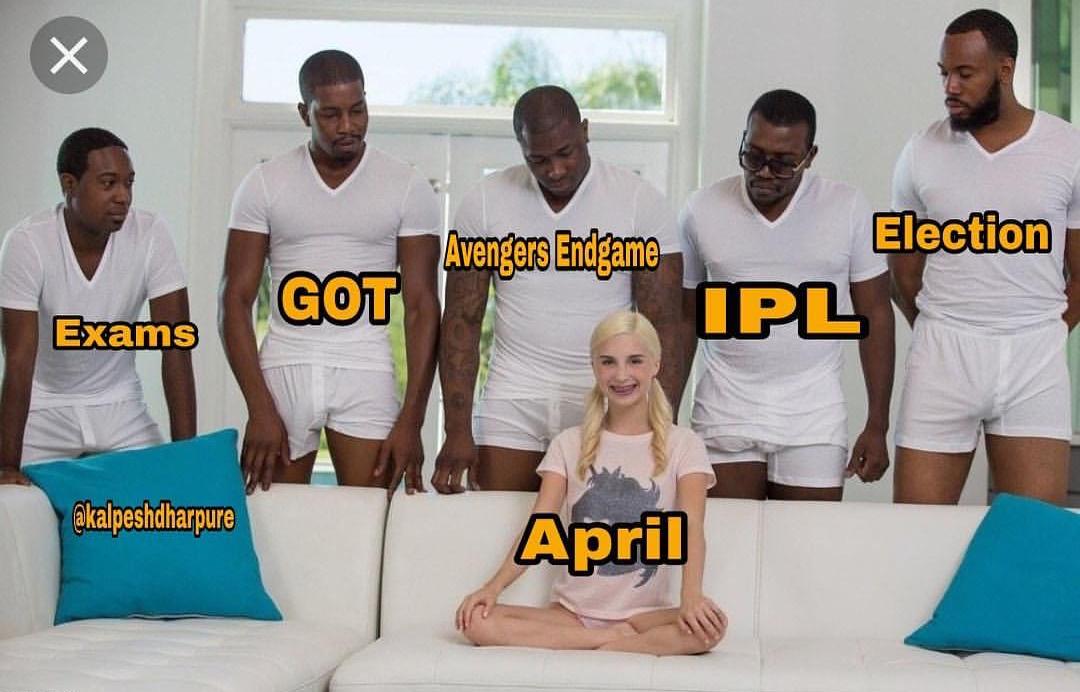 Exams
GOT
Avengers Endgame
IPL
Election
@kalpeshdharpure
April